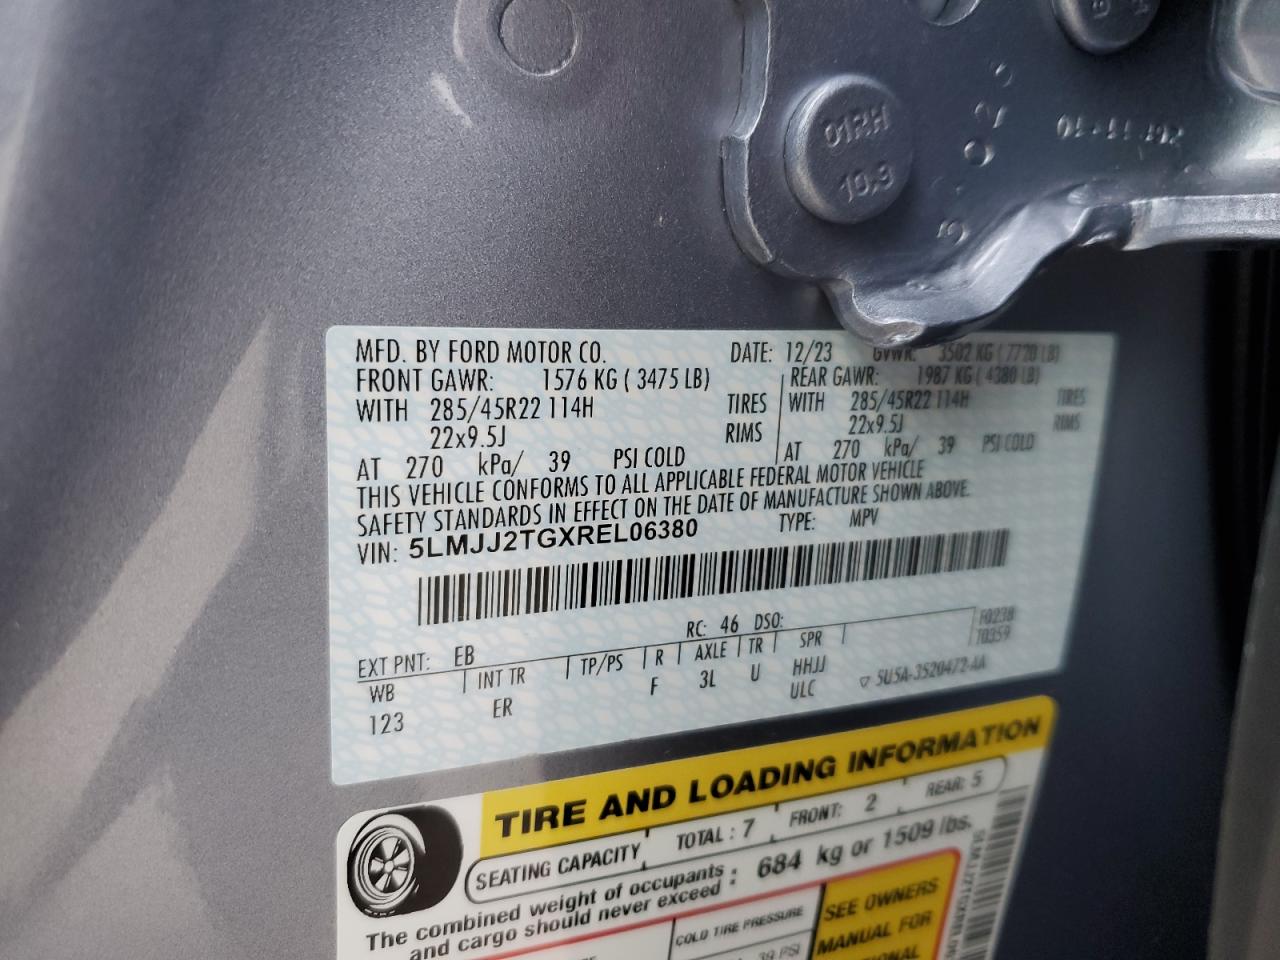 01RH
10.9
MFD. BY FORD MOTOR CO. DATE: 12/23 GVWR: 3502 KG ( 7720 LB)
FRONT GAWR: 1576 KG ( 3475 LB) REAR GAWR: 1987 KG ( 4380 LB)
WITH 285/45R22 114H TIRES WITH 285/45R22 114H TIRES
22x9.5J RIMS 22x9.5J RIMS
AT 270 kPa/ 39 PSI COLD AT 270 kPa/ 39 PSI COLD
THIS VEHICLE CONFORMS TO ALL APPLICABLE FEDERAL MOTOR VEHICLE
SAFETY STANDARDS IN EFFECT ON THE DATE OF MANUFACTURE SHOWN ABOVE.
VIN: 5LMJJ2TGXREL06380 TYPE: MPV
EXT PNT: EB RC: 46 DSO: F0238
T0359
WB INT TR TP/PS R AXLE TR SPR
123 ER F 3L U HHJJ
ULC ▽ 5U5A-3520472-AA
TIRE AND LOADING INFORMATION
SEATING CAPACITY TOTAL : 7 FRONT: 2 REAR: 5
The combined weight of occupants : 684 kg or 1509 lbs.
and cargo should never exceed
COLD TIRE PRESSURE
SEE OWNERS
MANUAL FOR
39 PSI